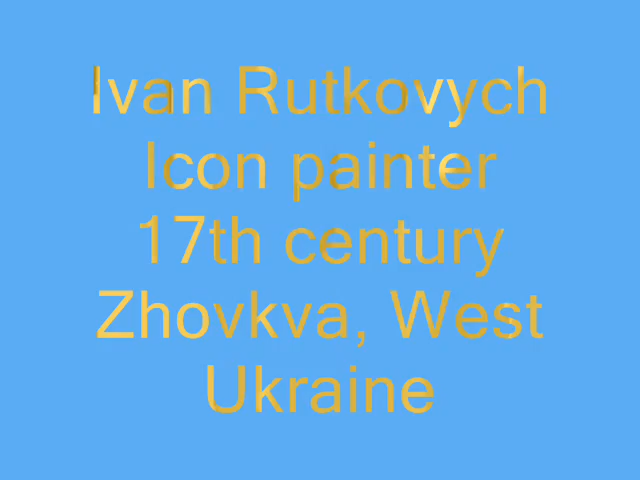 Ivan Rutkovych
Icon painter
17th century
Zhovkva, West
Ukraine